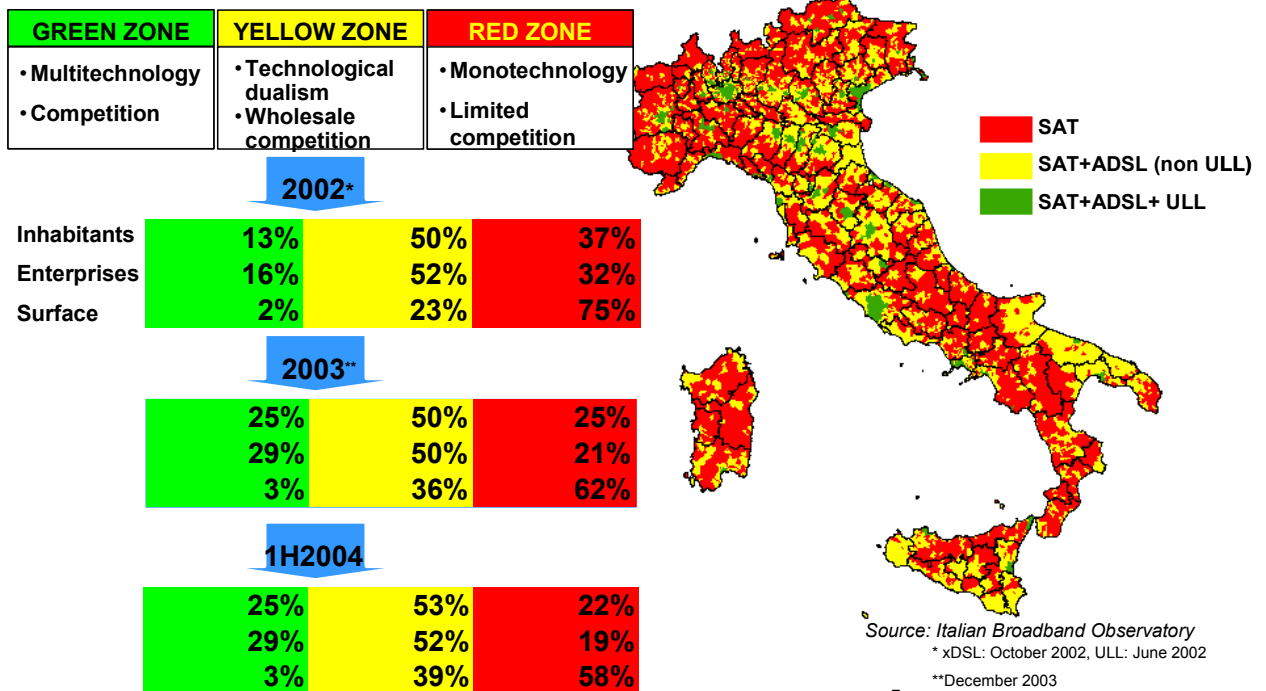 GREEN ZONE
• Multitechnology
• Competition
YELLOW ZONE
• Technological
dualism
• Wholesale
competition
RED ZONE
• Monotechnology
• Limited
competition
SAT
SAT+ADSL (non ULL)
SAT+ADSL+ ULL
2002*
Inhabitants 13% 50% 37%
Enterprises 16% 52% 32%
Surface 2% 23% 75%
2003**
25% 50% 25%
29% 50% 21%
3% 36% 62%
1H2004
25% 53% 22%
29% 52% 19%
3% 39% 58%
Source: Italian Broadband Observatory
* xDSL: October 2002, ULL: June 2002
**December 2003